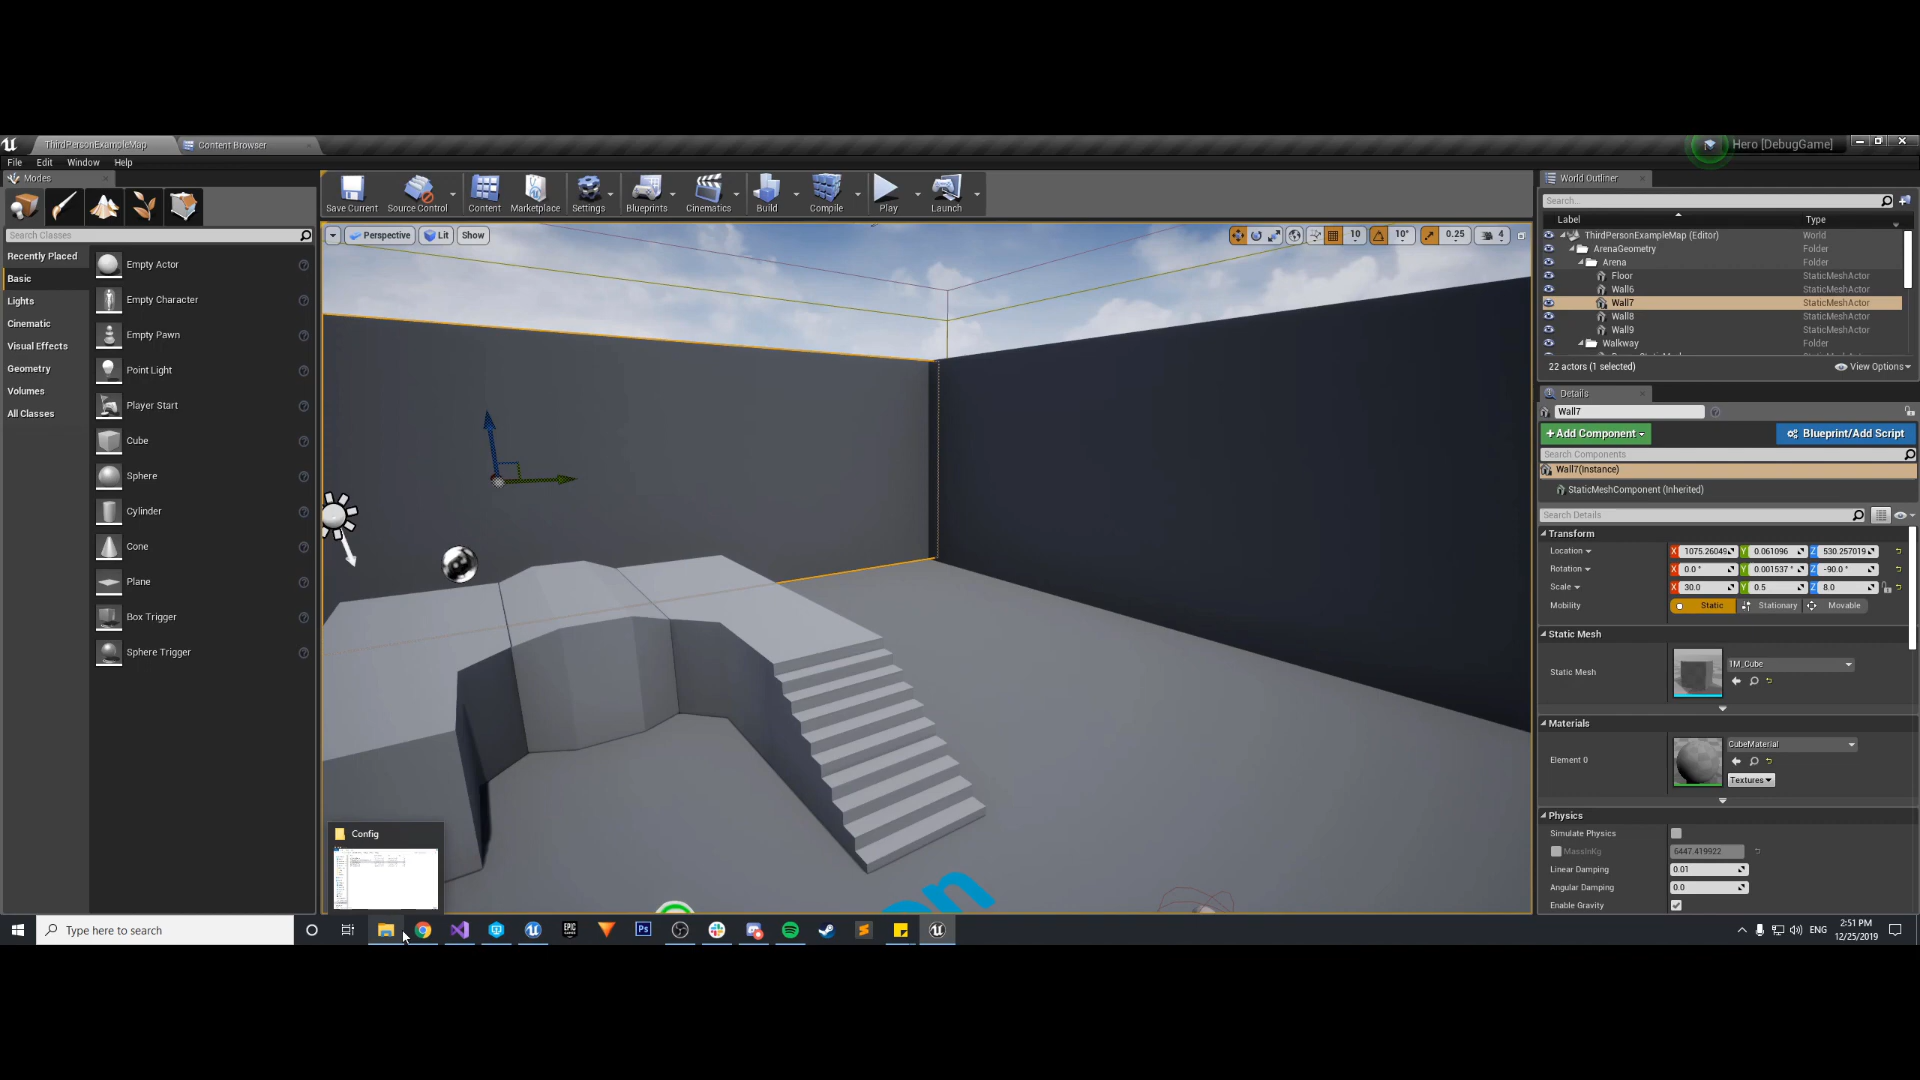 ThirdPersonExampleMap
Content Browser
Hero [DebugGame]
File Edit Window Help
Modes
Search Classes
Recently Placed
Basic
Lights
Cinematic
Visual Effects
Geometry
Volumes
All Classes
Empty Actor
Empty Character
Empty Pawn
Point Light
Player Start
Cube
Sphere
Cylinder
Cone
Plane
Box Trigger
Sphere Trigger
Save Current Source Control Content Marketplace Settings Blueprints Cinematics Build Compile Play Launch
Perspective Lit Show
10 10° 0.25 4
World Outliner
Search...
Label Type
ThirdPersonExampleMap (Editor) World
ArenaGeometry Folder
Arena Folder
Floor StaticMeshActor
Wall6 StaticMeshActor
Wall7 StaticMeshActor
Wall8 StaticMeshActor
Wall9 StaticMeshActor
Walkway Folder
22 actors (1 selected) View Options
Details
Wall7
+Add Component Blueprint/Add Script
Search Components
Wall7(Instance)
StaticMeshComponent (Inherited)
Search Details
Transform
Location X 1075.26049 Y 0.061096 Z 530.257019
Rotation X 0.0 ° Y 0.001537 ° Z -90.0 °
Scale X 30.0 Y 0.5 Z 8.0
Mobility Static Stationary Movable
Static Mesh
Static Mesh 1M_Cube
Materials
Element 0 CubeMaterial
Textures
Physics
Simulate Physics
MassInKg 6447.419922
Linear Damping 0.01
Angular Damping 0.0
Enable Gravity
on
Config
Type here to search
EPIC
Ps
ENG
2:51 PM
12/25/2019